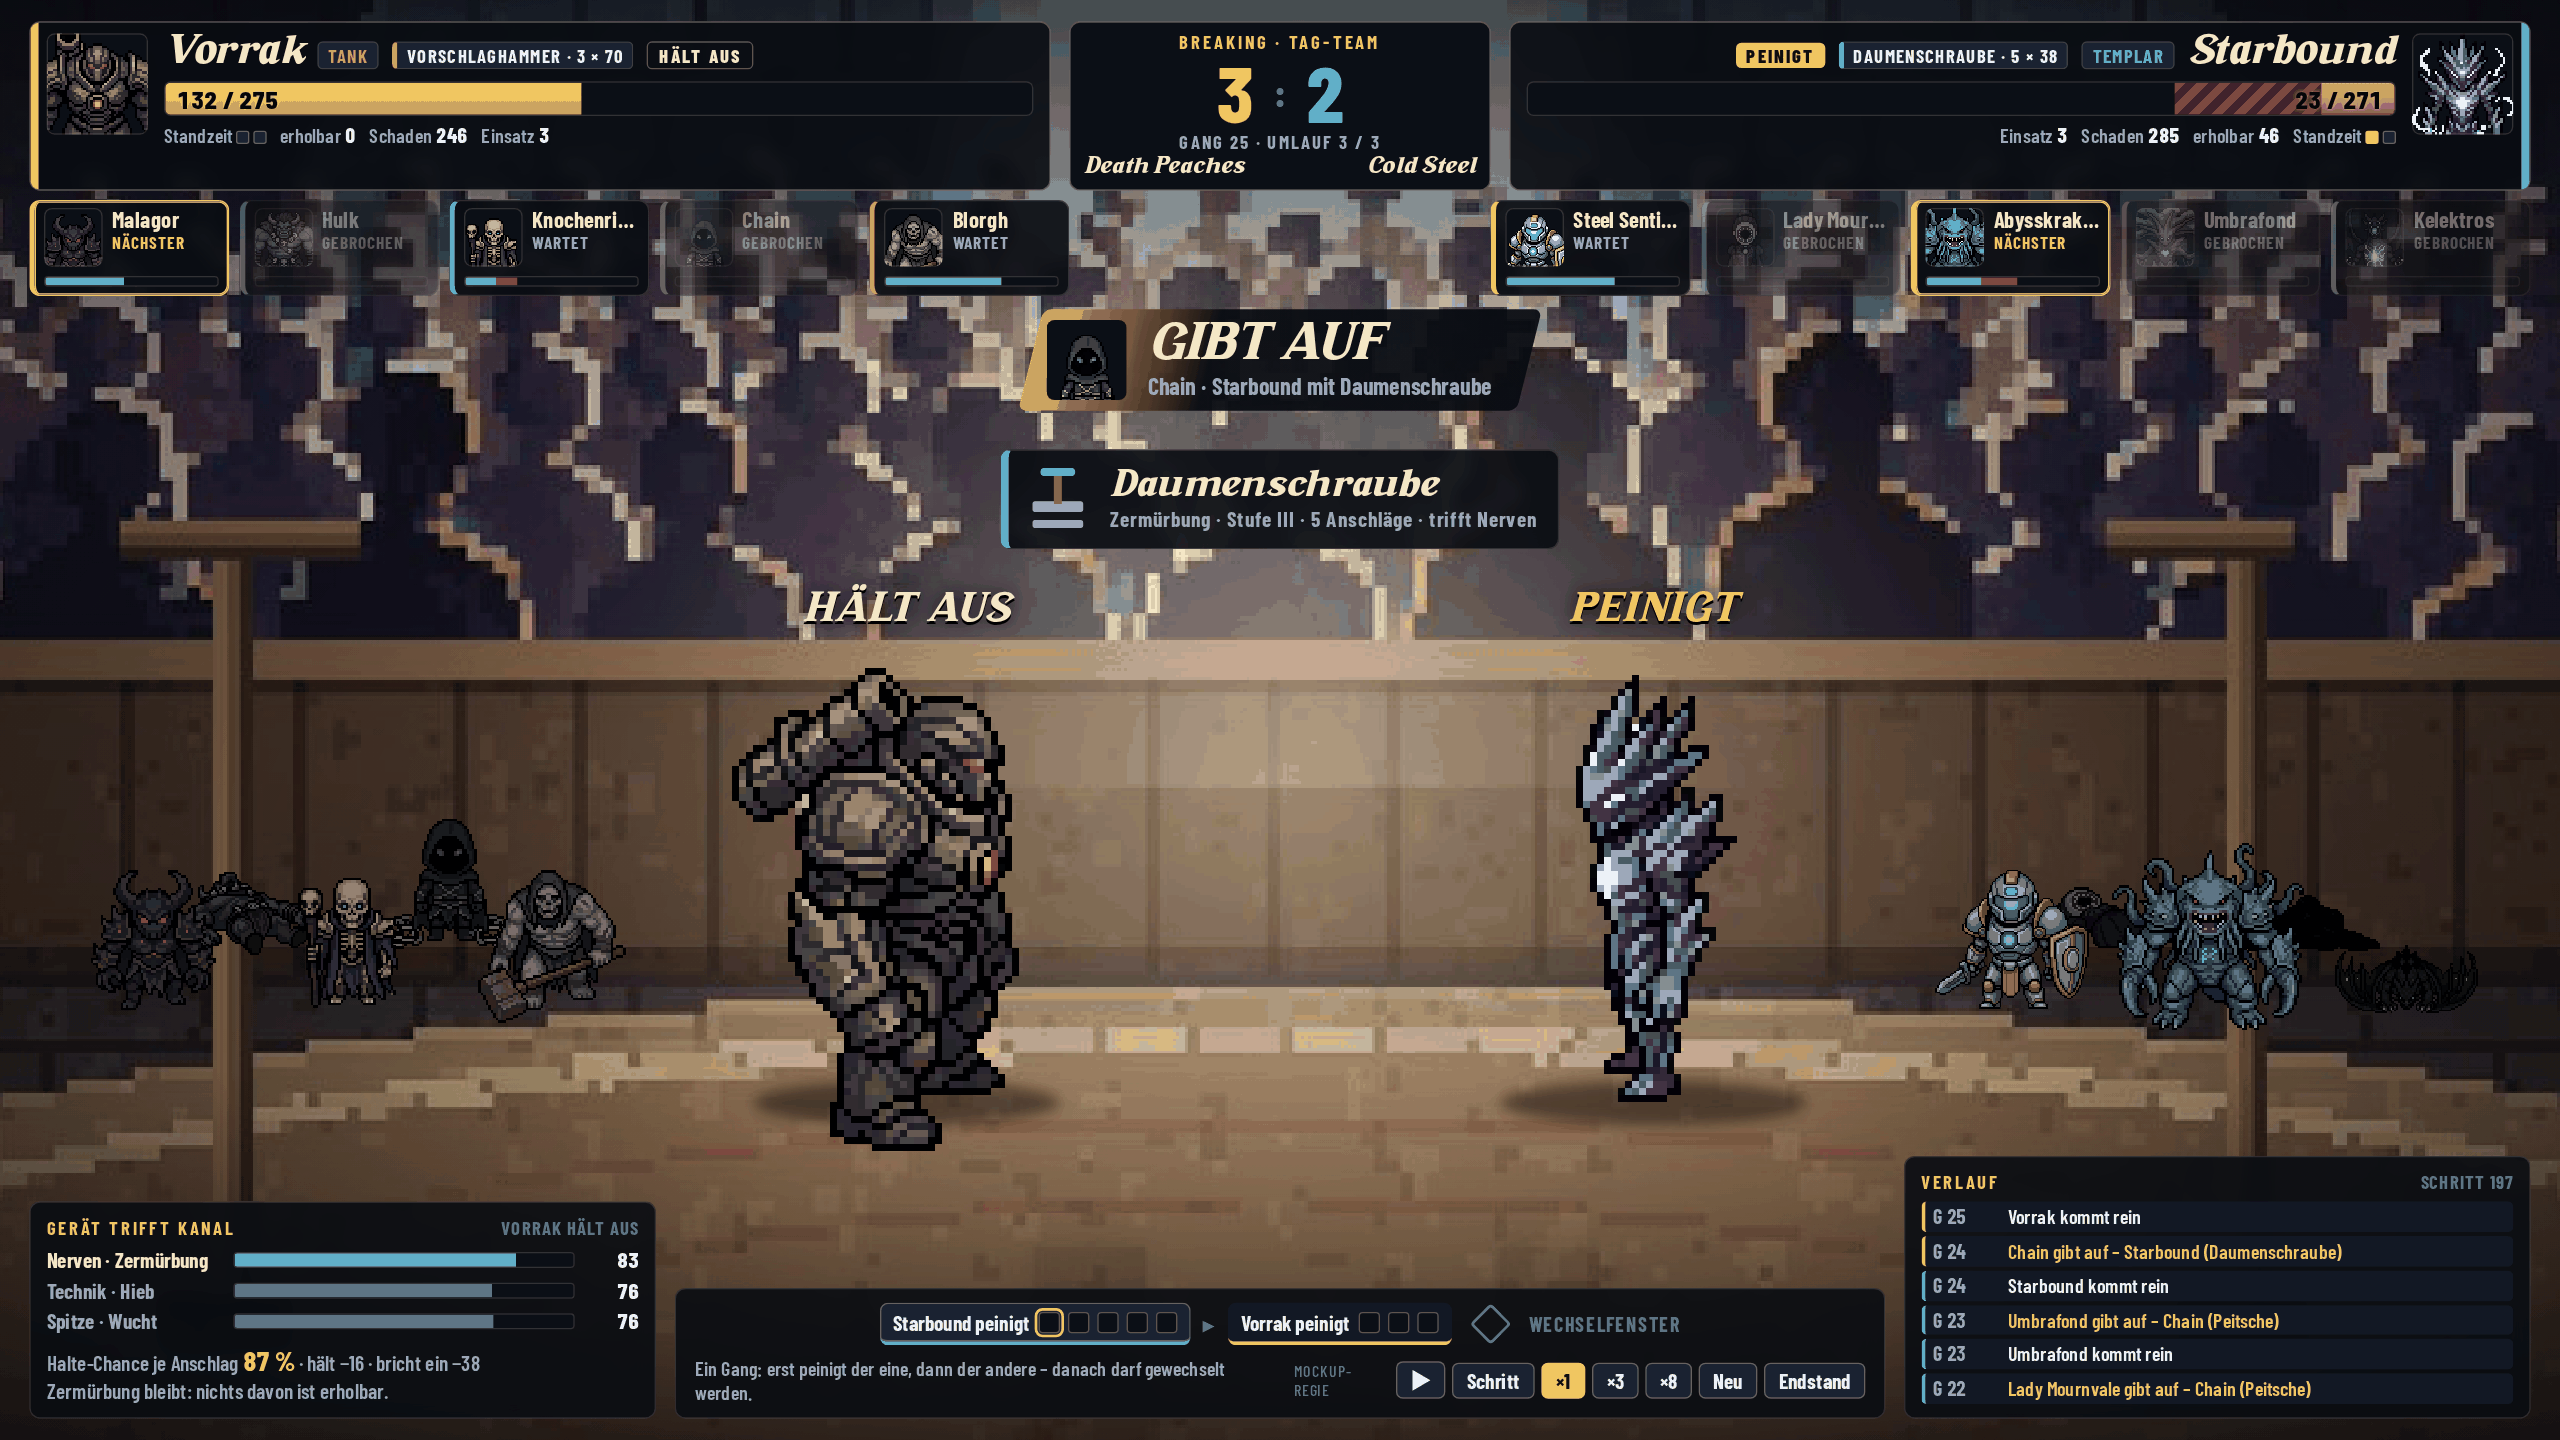 Vorrak TANK VORSCHLAGHAMMER · 3 × 70 HÄLT AUS
132 / 275
Standzeit erholbar 0 Schaden 246 Einsatz 3
BREAKING · TAG-TEAM
3 : 2
GANG 25 · UMLAUF 3 / 3
Death Peaches Cold Steel
PEINIGT DAUMENSCHRAUBE · 5 × 38 TEMPLAR Starbound
23 / 271
Einsatz 3 Schaden 285 erholbar 46 Standzeit
Malagor
NÄCHSTER
Hulk
GEBROCHEN
Knochenri...
WARTET
Chain
GEBROCHEN
Blorgh
WARTET
Steel Senti...
WARTET
Lady Mour...
GEBROCHEN
Abysskrak...
NÄCHSTER
Umbrafond
GEBROCHEN
Kelektros
GEBROCHEN
GIBT AUF
Chain · Starbound mit Daumenschraube
Daumenschraube
Zermürbung · Stufe III · 5 Anschläge · trifft Nerven
HÄLT AUS
PEINIGT
GERÄT TRIFFT KANAL VORRAK HÄLT AUS
Nerven · Zermürbung 83
Technik · Hieb 76
Spitze · Wucht 76
Halte-Chance je Anschlag 87 % · hält −16 · bricht ein −38
Zermürbung bleibt: nichts davon ist erholbar.
Starbound peinigt ▸ Vorrak peinigt WECHSELFENSTER
Ein Gang: erst peinigt der eine, dann der andere – danach darf gewechselt
werden.
MOCKUP-
REGIE
Schritt ×1 ×3 ×8 Neu Endstand
VERLAUF SCHRITT 197
G 25 Vorrak kommt rein
G 24 Chain gibt auf – Starbound (Daumenschraube)
G 24 Starbound kommt rein
G 23 Umbrafond gibt auf – Chain (Peitsche)
G 23 Umbrafond kommt rein
G 22 Lady Mournvale gibt auf – Chain (Peitsche)